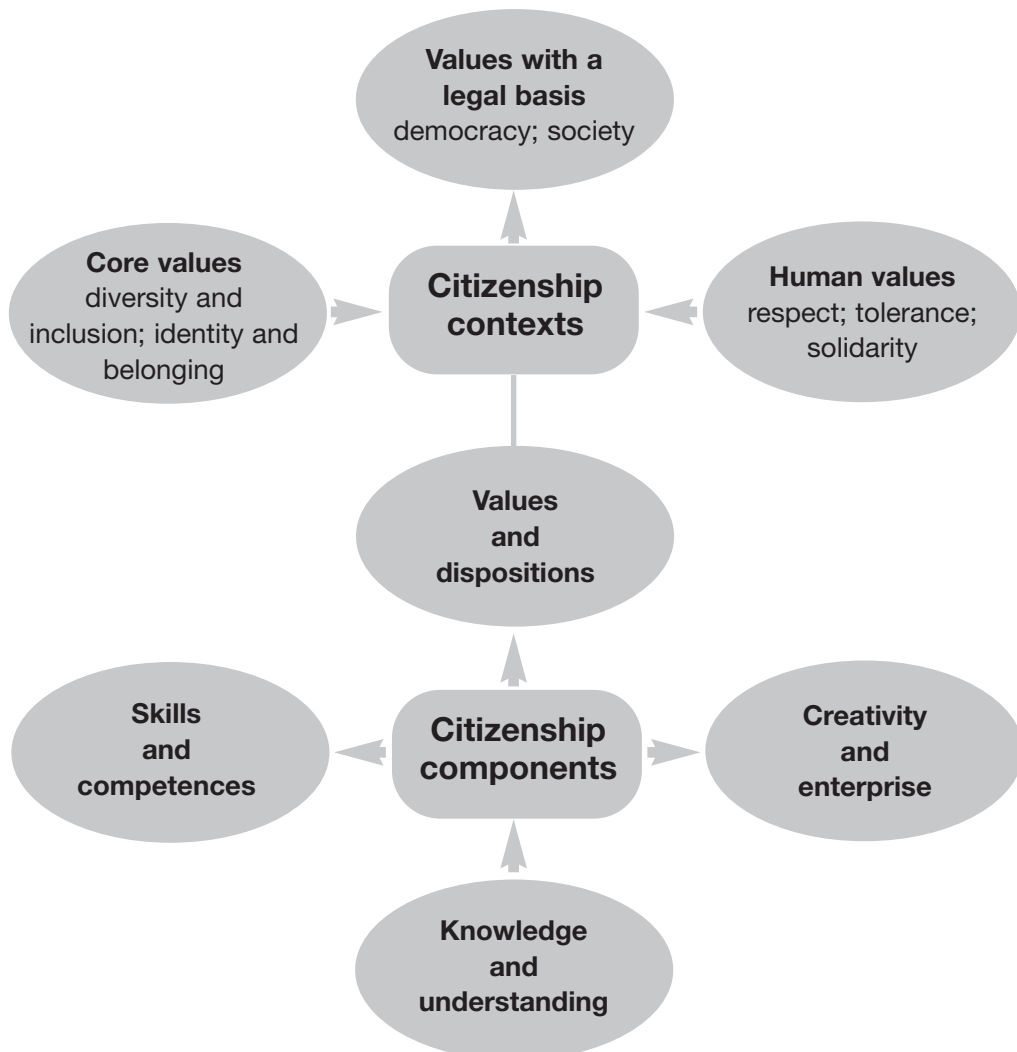 Values with a
legal basis
democracy; society
Core values
diversity and
inclusion; identity and
belonging
Citizenship
contexts
Human values
respect; tolerance;
solidarity
Values
and
dispositions
Skills
and
competences
Citizenship
components
Creativity
and
enterprise
Knowledge
and
understanding